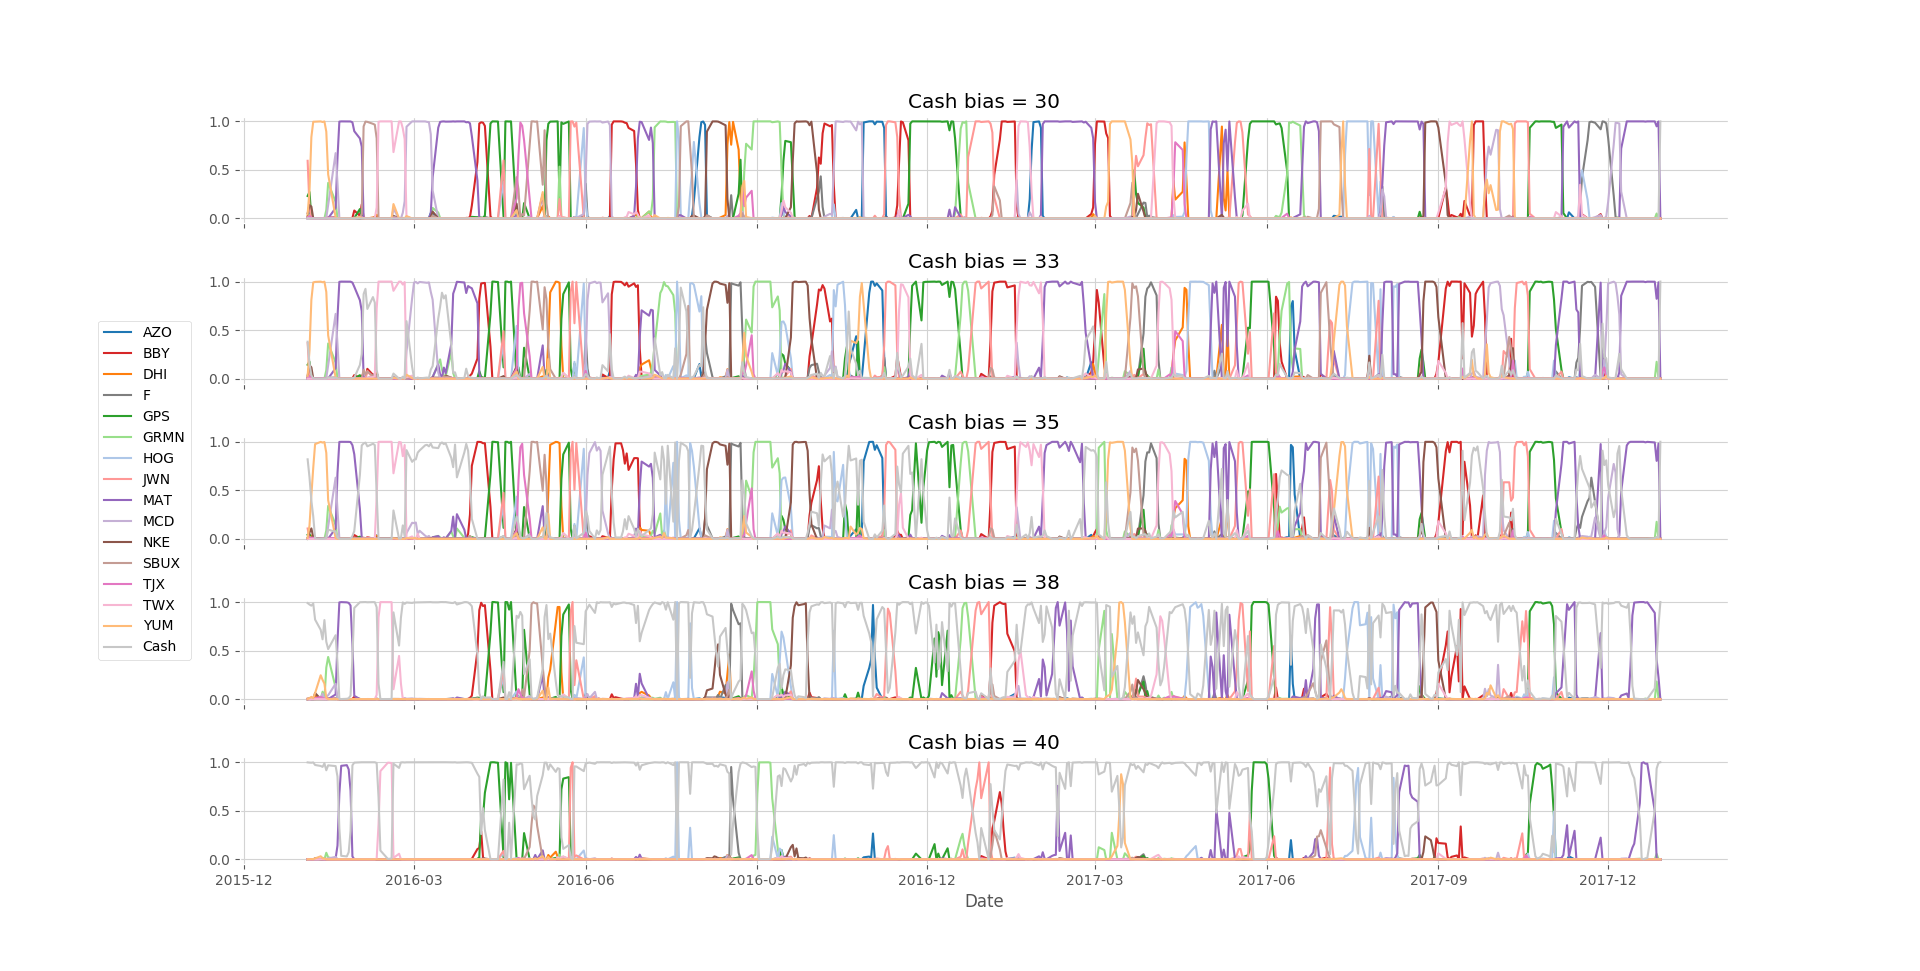 Cash bias = 30
1.0
0.5
0.0
Cash bias = 33
1.0
0.5
0.0
Cash bias = 35
1.0
0.5
0.0
Cash bias = 38
1.0
0.5
0.0
Cash bias = 40
1.0
0.5
0.0
2015-12 2016-03 2016-06 2016-09 2016-12 2017-03 2017-06 2017-09 2017-12
Date
AZO
BBY
DHI
F
GPS
GRMN
HOG
JWN
MAT
MCD
NKE
SBUX
TJX
TWX
YUM
Cash